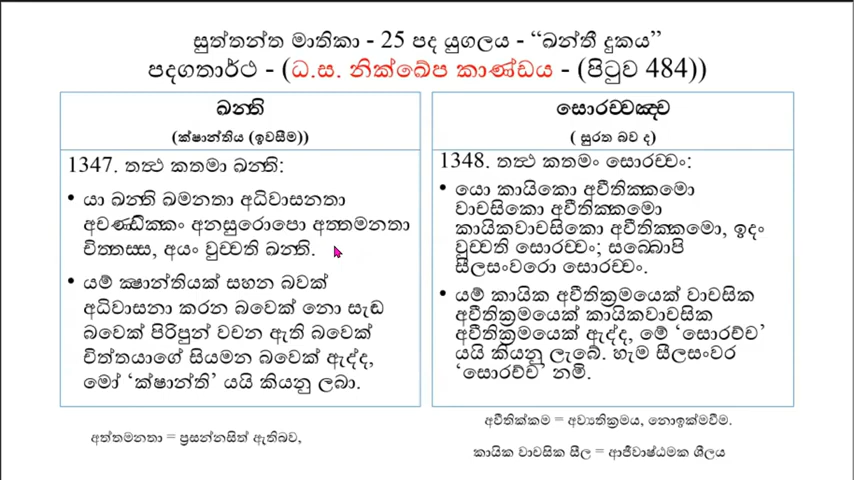 සුත්තන්ත මාතිකා - 25 පද යුගලය - “ඛන්තී දුකය”
පදගතාර්ථ - (ධ.ස. නික්ඛේප කාණ්ඩය - (පිටුව 484))
ඛන්ති
(ක්ෂාන්තිය (ඉවසීම))
1347. තත්‍ථ කතමා ඛන්ති:
• යා ඛන්ති ඛමනතා අධිවාසනතා
අචණ්ඩික්කං අනසුරොපො අත්තමනතා
චිත්තස්ස, අයං වුච්චති ඛන්ති.
• යම් ක්‍ෂාන්තියක් සහන බවක්
අධිවාසනා කරන බවෙක් නො සැඬ
බවෙක් පිරිපුන් වචන ඇති බවෙක්
චිත්තයාගේ සියමන බවෙක් ඇද්ද,
මෝ ‘ක්ෂාන්ති’ යයි කියනු ලබා.
සොරච්චඤ්ච
( සුරත බව ද)
1348. තත්‍ථ කතමං සොරච්චං:
• යො කායිකො අවීතික්කමො
වාචසිකො අවීතික්කමො
කායිකවාචසිකො අවීතික්කමො, ඉදං
වුච්චති සොරච්චං; සබ්බොපි
සීලසංවරො සොරච්චං.
• යම් කායික අවීතික්‍රමයෙක් වාචසික
අවීතික්‍රමයෙක් කායිකවාචසික
අවීතික්‍රමයෙක් ඇද්ද, මේ ‘සොරච්ච’
යයි කියනු ලැබේ. හැම සීලසංවර
‘සොරච්ච’ නමි.
අත්තමනතා = ප්‍රසන්නසිත් ඇතිබව,
අවීතික්කම = අව්‍යතික්‍රමය, නොඉක්මවීම.
කායික වාචසික සීල = ආජීවාෂ්ඨමක ශීලය